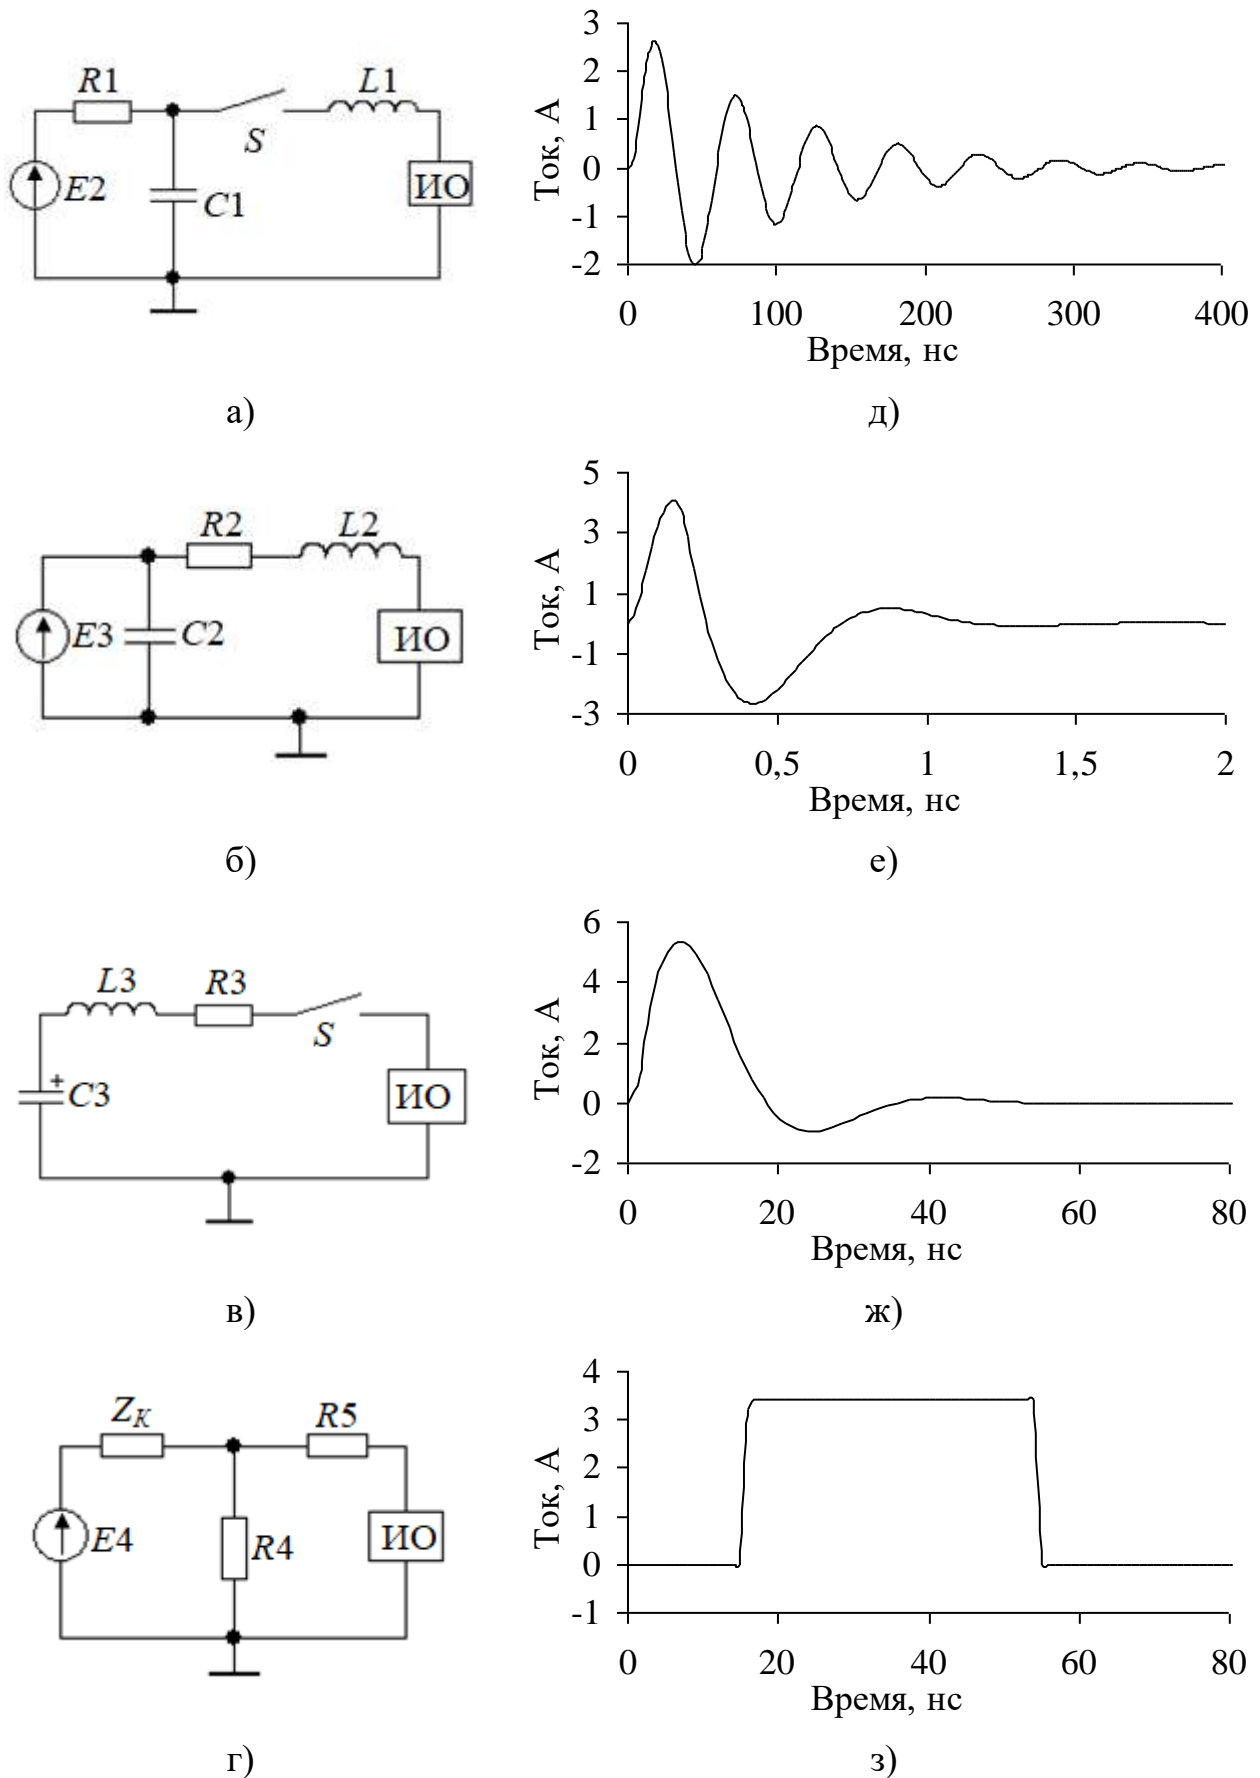 R1
L1
S
E2
C1
ИО
а)
Ток, А
3
2
1
0
-1
-2
0 100 200 300 400
Время, нс
д)
R2
L2
E3
C2
ИО
б)
Ток, А
5
3
1
-1
-3
0 0,5 1 1,5 2
Время, нс
е)
L3
R3
S
+
C3
ИО
в)
Ток, А
6
4
2
0
-2
0 20 40 60 80
Время, нс
ж)
ZK
R5
E4
R4
ИО
г)
Ток, А
4
3
2
1
0
-1
0 20 40 60 80
Время, нс
з)